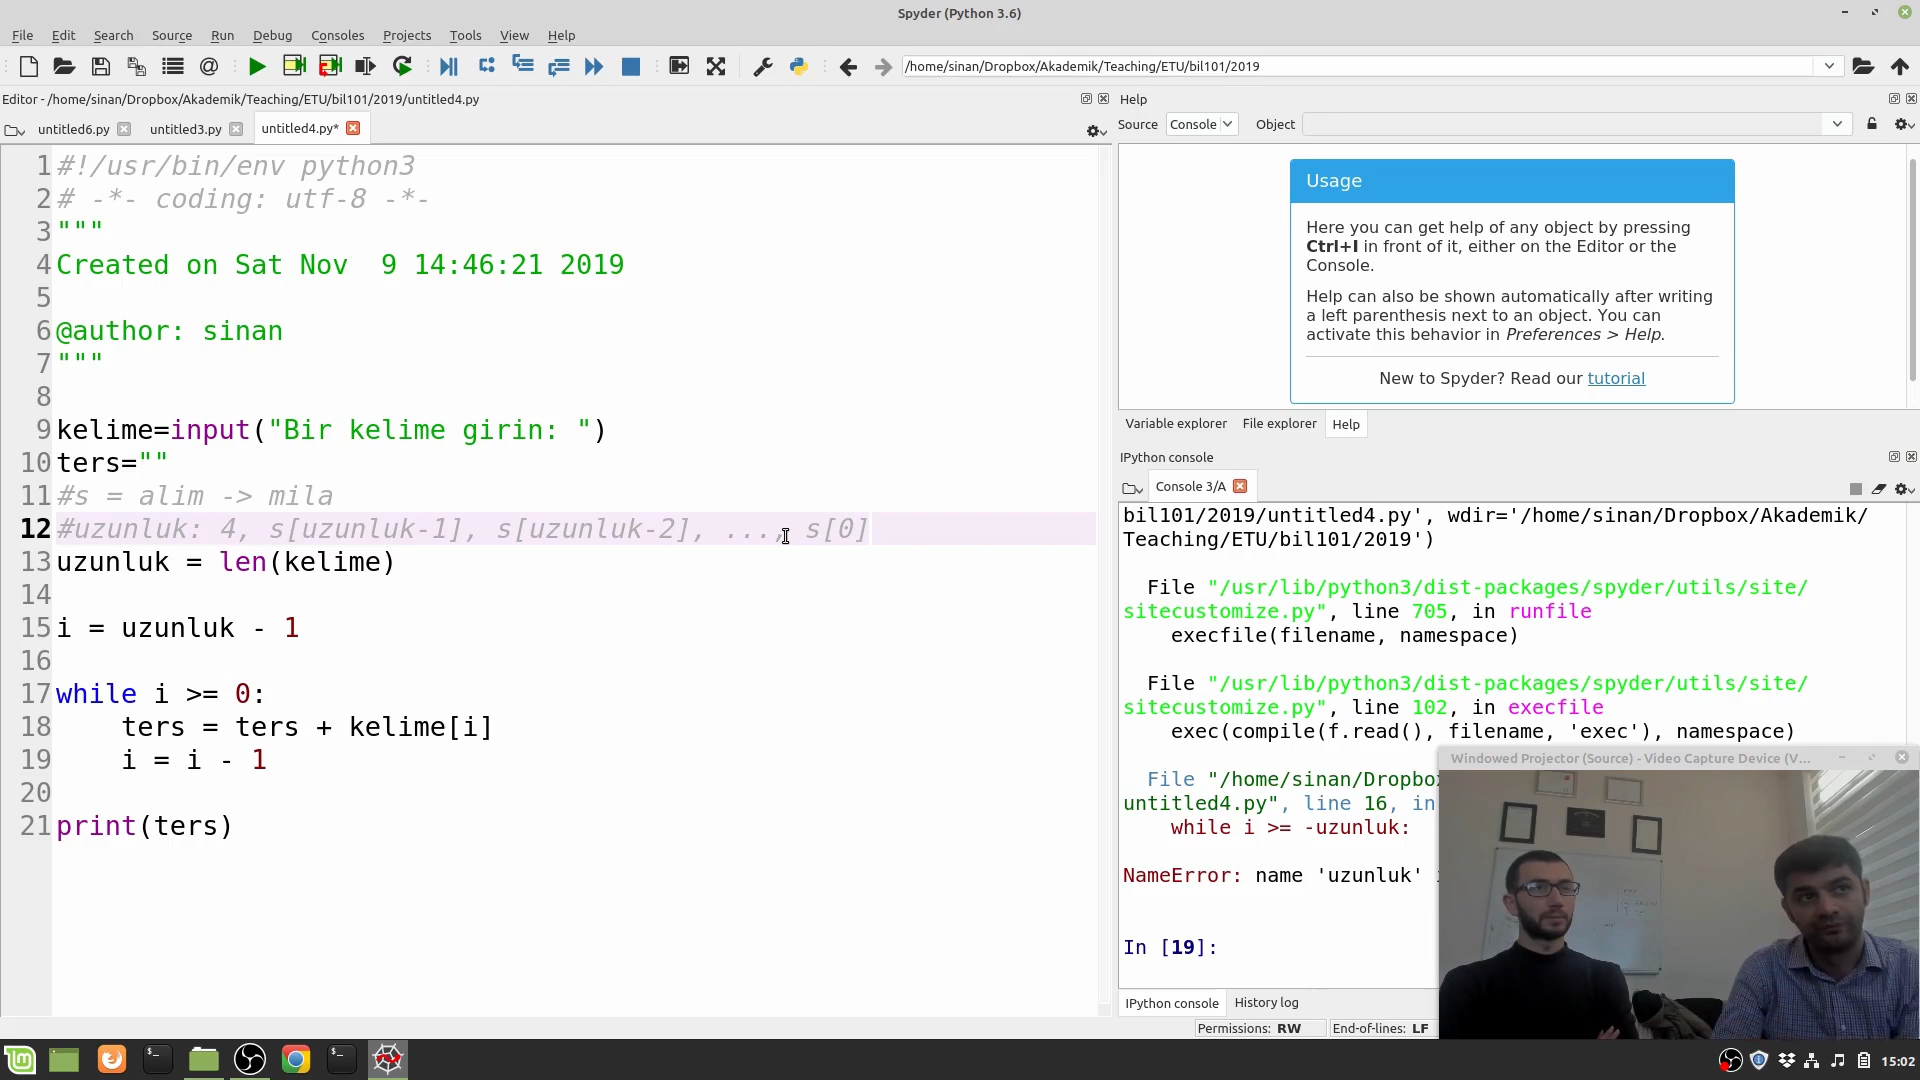 Spyder (Python 3.6)
File Edit Search Source Run Debug Consoles Projects Tools View Help
/home/sinan/Dropbox/Akademik/Teaching/ETU/bil101/2019
Editor - /home/sinan/Dropbox/Akademik/Teaching/ETU/bil101/2019/untitled4.py
untitled6.py untitled3.py untitled4.py*
1 #!/usr/bin/env python3
2 # -*- coding: utf-8 -*-
3 """
4 Created on Sat Nov  9 14:46:21 2019
5
6 @author: sinan
7 """
8
9 kelime=input("Bir kelime girin: ")
10 ters=""
11 #s = alim -> mila
12 #uzunluk: 4, s[uzunluk-1], s[uzunluk-2], ..., s[0]
13 uzunluk = len(kelime)
14
15 i = uzunluk - 1
16
17 while i >= 0:
18     ters = ters + kelime[i]
19     i = i - 1
20
21 print(ters)
Help
Source Console Object
Usage
Here you can get help of any object by pressing
Ctrl+I in front of it, either on the Editor or the
Console.
Help can also be shown automatically after writing
a left parenthesis next to an object. You can
activate this behavior in Preferences > Help.
New to Spyder? Read our tutorial
Variable explorer File explorer Help
IPython console
Console 3/A
bil101/2019/untitled4.py', wdir='/home/sinan/Dropbox/Akademik/
Teaching/ETU/bil101/2019')
File "/usr/lib/python3/dist-packages/spyder/utils/site/
sitecustomize.py", line 705, in runfile
execfile(filename, namespace)
File "/usr/lib/python3/dist-packages/spyder/utils/site/
sitecustomize.py", line 102, in execfile
exec(compile(f.read(), filename, 'exec'), namespace)
File "/home/sinan/Dropbo
untitled4.py", line 16, in
while i >= -uzunluk:
NameError: name 'uzunluk'
In [19]:
Windowed Projector (Source) - Video Capture Device (V...
IPython console History log
Permissions: RW End-of-lines: LF
15:02